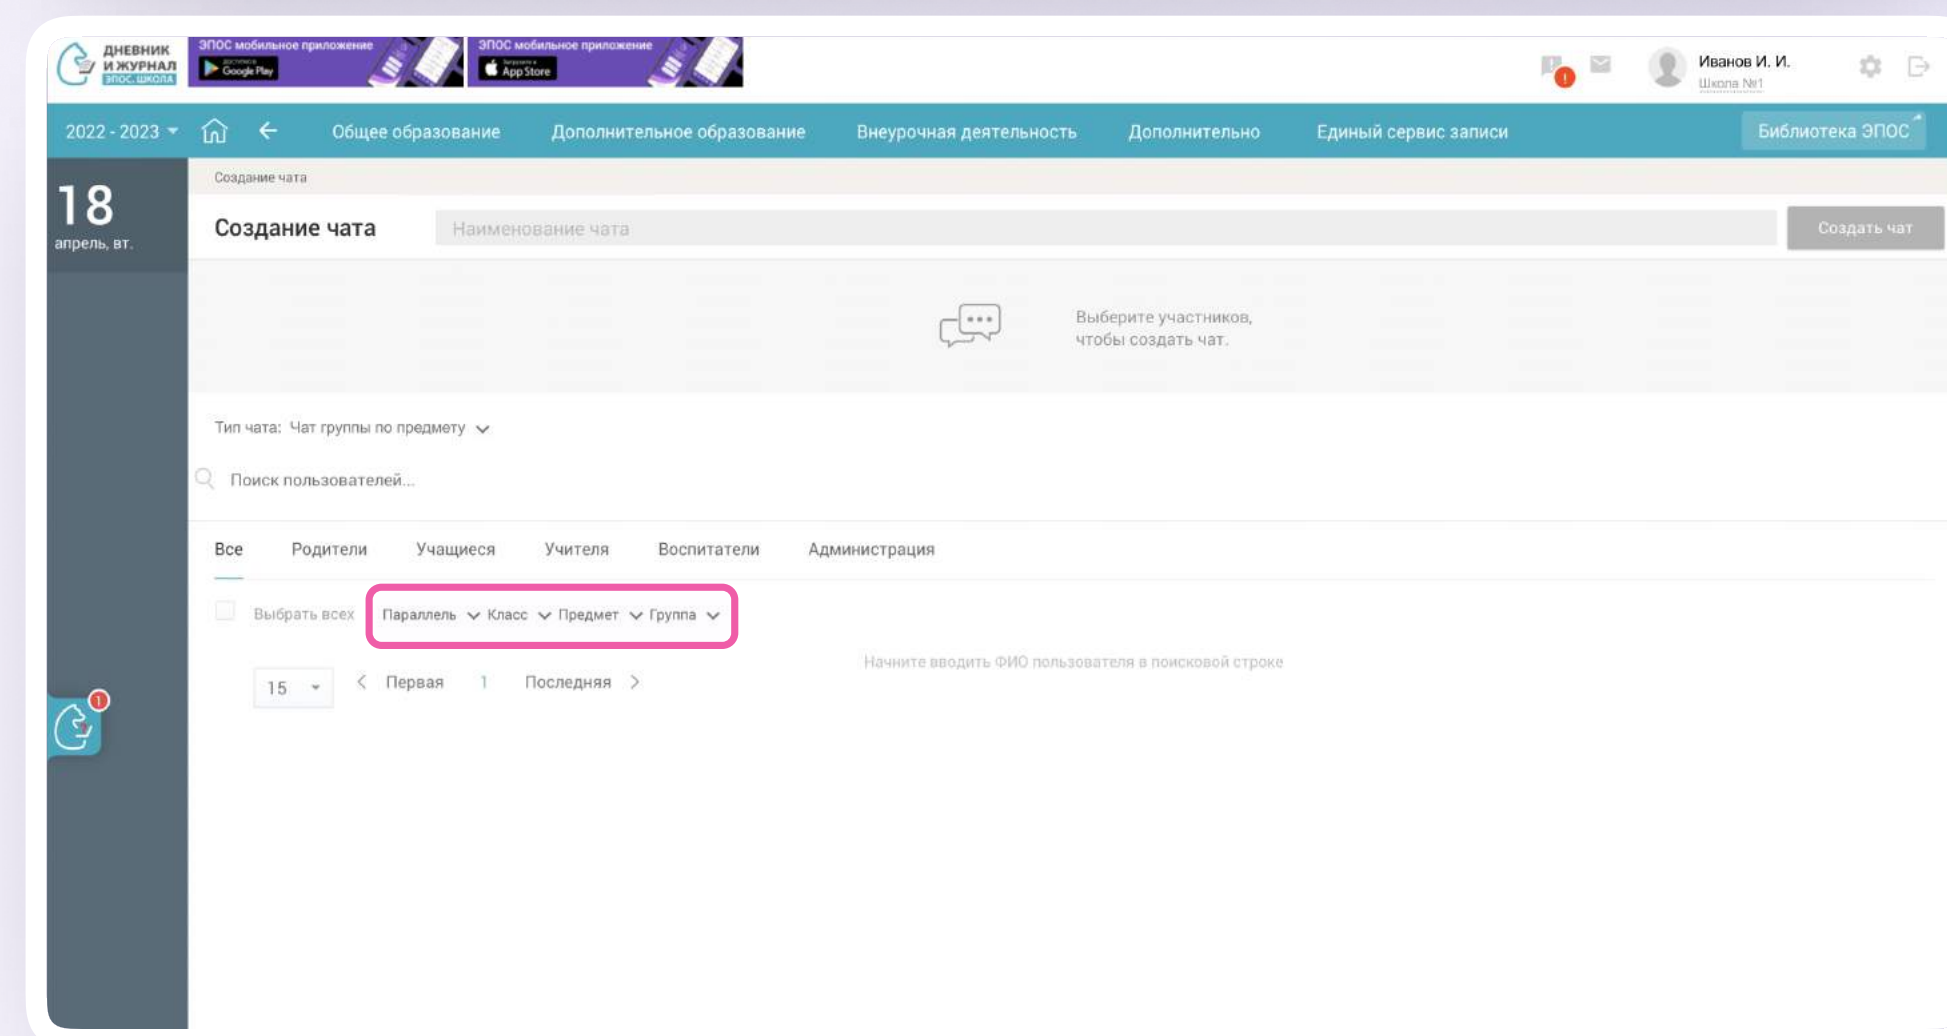 ДНЕВНИК
И ЖУРНАЛ
ЭПОС.ШКОЛА
ЭПОС мобильное приложение
ДОСТУПНО В
Google Play
ЭПОС мобильное приложение
Загрузите в
App Store
Иванов И. И.
Школа №1
2022 - 2023
Общее образование
Дополнительное образование
Внеурочная деятельность
Дополнительно
Единый сервис записи
Библиотека ЭПОС
18
апрель, вт.
Создание чата
Создание чата
Наименование чата
Создать чат
Выберите участников,
чтобы создать чат.
Тип чата: Чат группы по предмету
Поиск пользователей...
Все Родители Учащиеся Учителя Воспитатели Администрация
Выбрать всех Параллель Класс Предмет Группа
Начните вводить ФИО пользователя в поисковой строке
15 < Первая 1 Последняя >
1